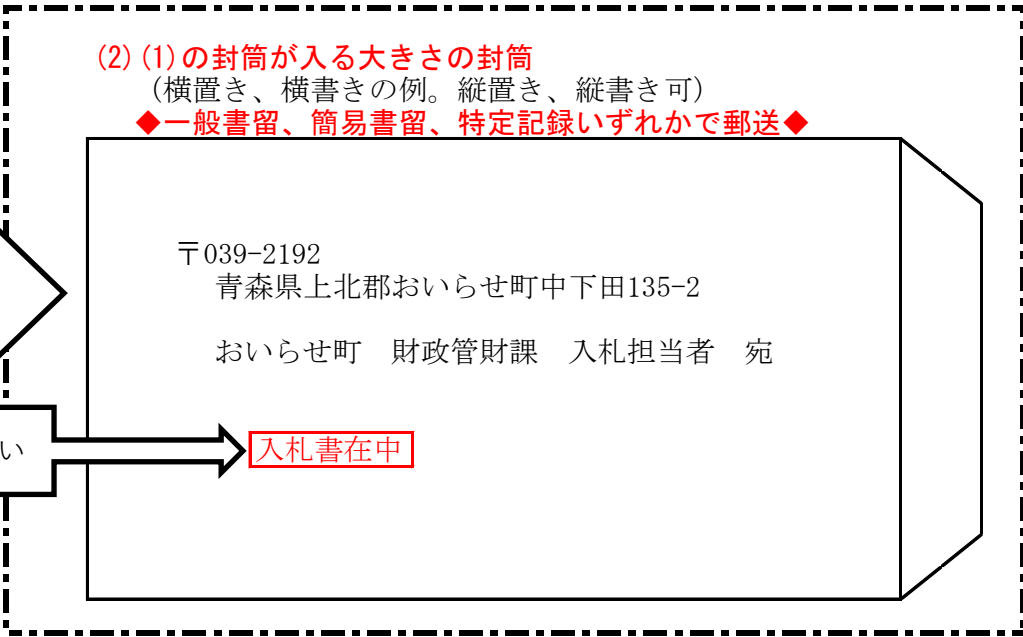 (2)(1)の封筒が入る大きさの封筒
(横置き、横書きの例。縦置き、縦書き可)
◆一般書留、簡易書留、特定記録いずれかで郵送◆
〒039-2192
青森県上北郡おいらせ町中下田135-2
おいらせ町　財政管財課　入札担当者　宛
い
入札書在中